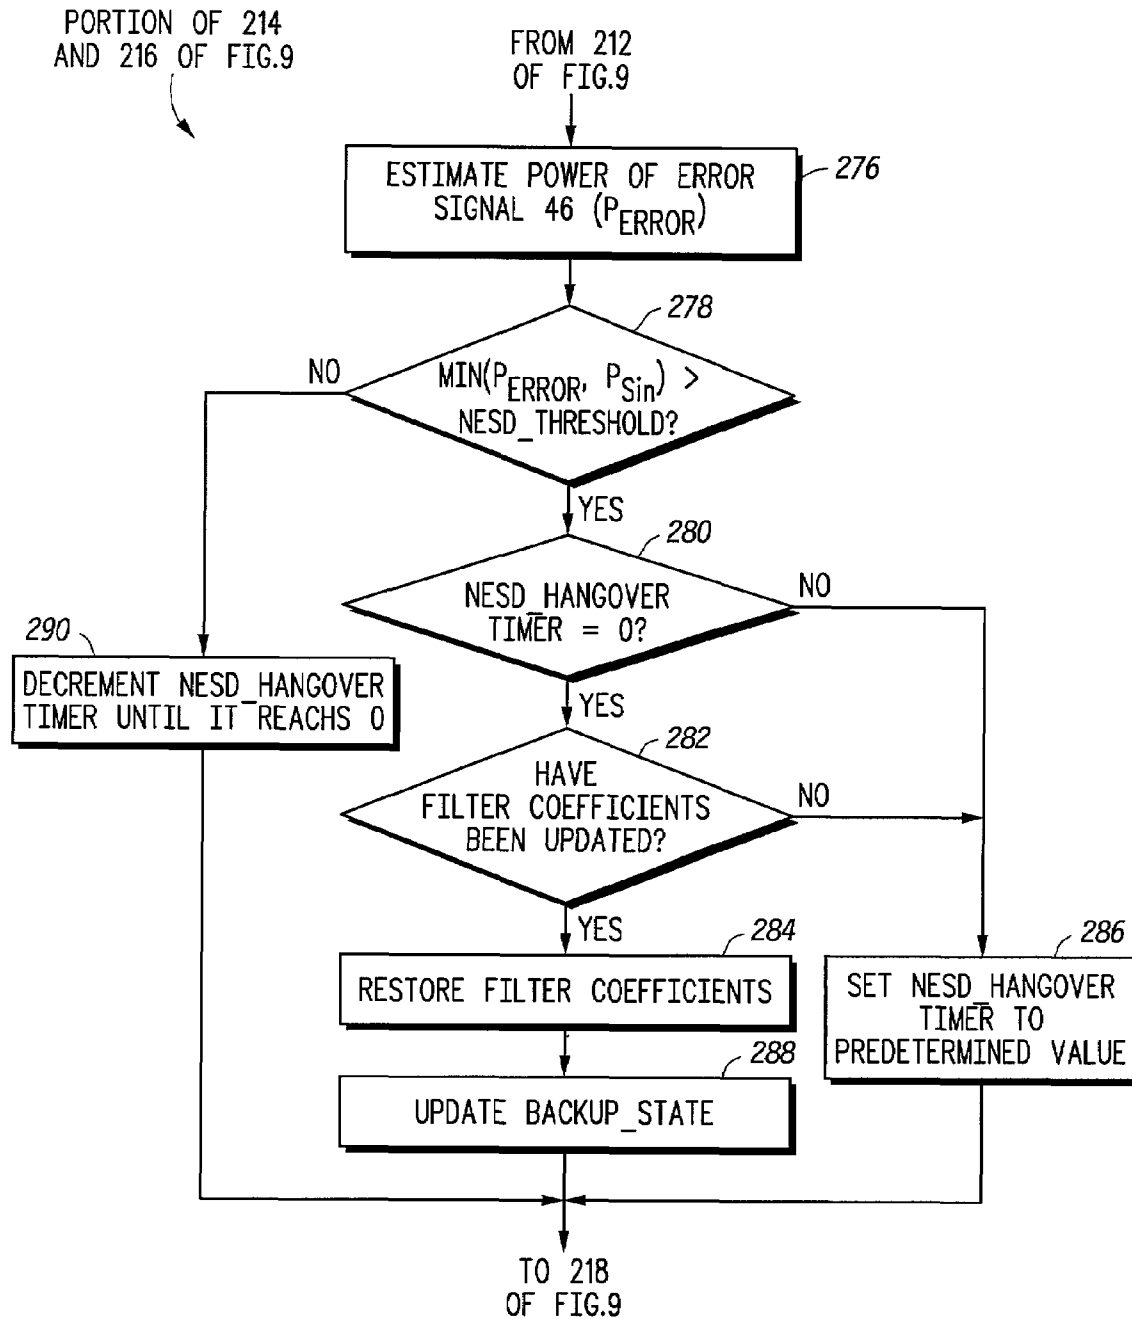 PORTION OF 214
AND 216 OF FIG.9
FROM 212
OF FIG.9
ESTIMATE POWER OF ERROR
SIGNAL 46 (PERROR)
276
278
MIN(PERROR, PSin) >
NESD_THRESHOLD?
NO
YES
280
NESD_HANGOVER
TIMER = 0?
NO
YES
290
DECREMENT NESD_HANGOVER
TIMER UNTIL IT REACHS 0
282
HAVE
FILTER COEFFICIENTS
BEEN UPDATED?
NO
YES
284
RESTORE FILTER COEFFICIENTS
286
SET NESD_HANGOVER
TIMER TO
PREDETERMINED VALUE
288
UPDATE BACKUP_STATE
TO 218
OF FIG.9